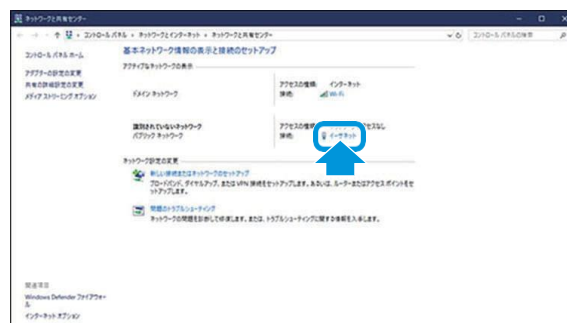 ネットワークと共有センター
コントロール パネル › ネットワークとインターネット › ネットワークと共有センター
コントロール パネルの検索
コントロール パネル ホーム
アダプターの設定の変更
共有の詳細設定の変更
メディア ストリーミング オプション
基本ネットワーク情報の表示と接続のセットアップ
アクティブなネットワークの表示
ドメイン ネットワーク
アクセスの種類: インターネット
接続: Wi-Fi
識別されていないネットワーク
パブリック ネットワーク
アクセスの種類:
接続: イーサネット
ネットワーク設定の変更
新しい接続またはネットワークのセットアップ
ブロードバンド、ダイヤルアップ、または VPN 接続をセットアップします。あるいは、ルーターまたはアクセス ポイントをセ
ットアップします。
問題のトラブルシューティング
ネットワークの問題を診断して修復します。または、トラブルシューティングに関する情報を入手します。
関連項目
Windows Defender ファイアウォー
ル
インターネット オプション